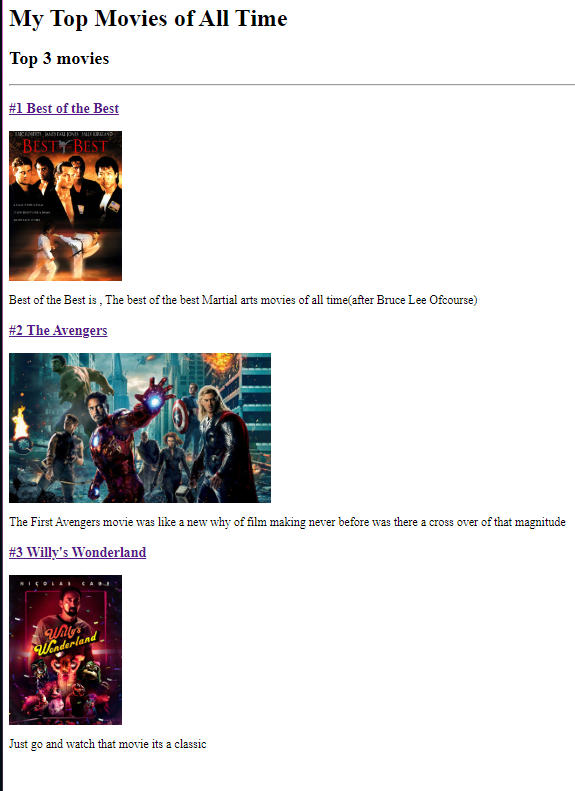 My Top Movies of All Time
Top 3 movies
#1 Best of the Best
ERIC ROBERTS JAMES EARL JONES SALLY KIRKLAND
BEST OF BEST
Best of the Best is , The best of the best Martial arts movies of all time(after Bruce Lee Ofcourse)
#2 The Avengers
The First Avengers movie was like a new why of film making never before was there a cross over of that magnitude
#3 Willy's Wonderland
NICOLAS CAGE
Willy's
Wonderland
Just go and watch that movie its a classic